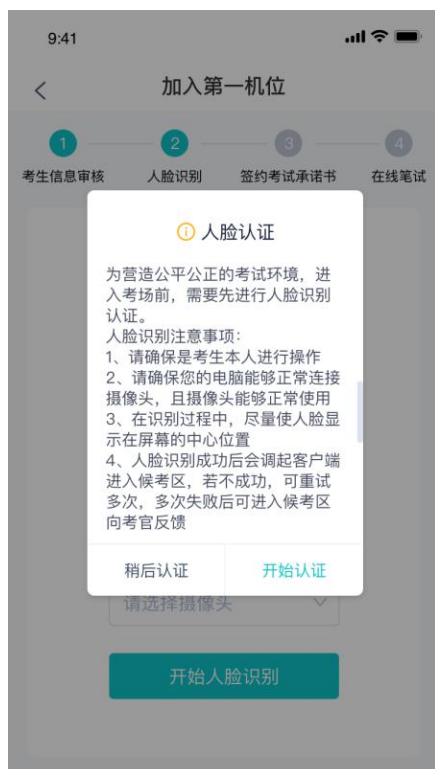 9:41
加入第一机位
1
2
3
4
考生信息审核
人脸识别
签约考试承诺书
在线笔试
人脸认证
为营造公平公正的考试环境，进
入考场前，需要先进行人脸识别
认证。
人脸识别注意事项：
1、请确保是考生本人进行操作
2、请确保您的电脑能够正常连接
摄像头，且摄像头能够正常使用
3、在识别过程中，尽量使人脸显
示在屏幕的中心位置
4、人脸识别成功后会调起客户端
进入候考区，若不成功，可重试
多次，多次失败后可进入候考区
向考官反馈
稍后认证
开始认证
请选择摄像头
开始人脸识别